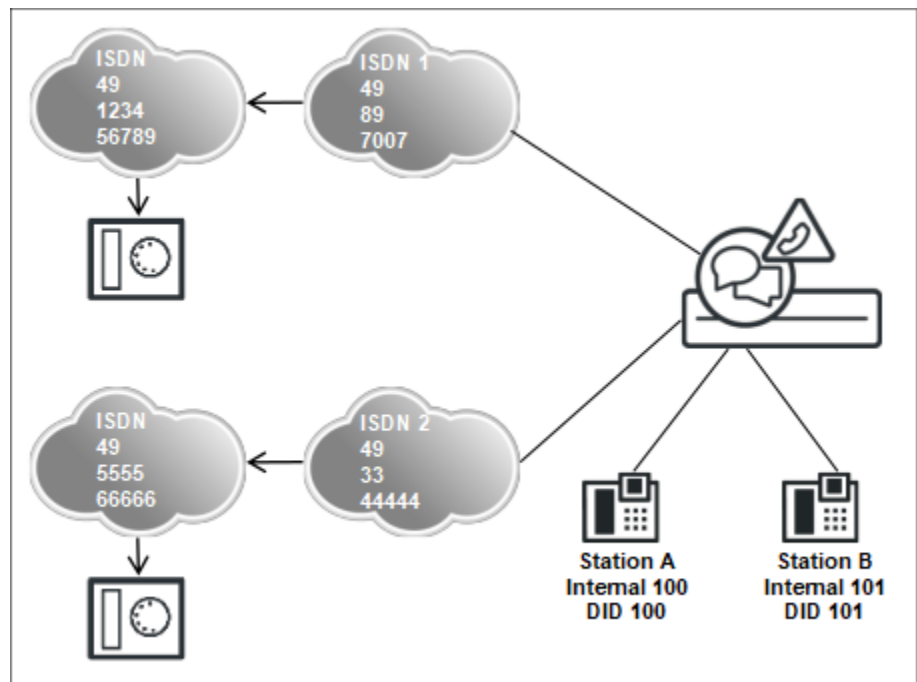 ISDN
49
1234
56789
ISDN 1
49
89
7007
ISDN
49
5555
66666
ISDN 2
49
33
44444
Station A
Internal 100
DID 100
Station B
Internal 101
DID 101